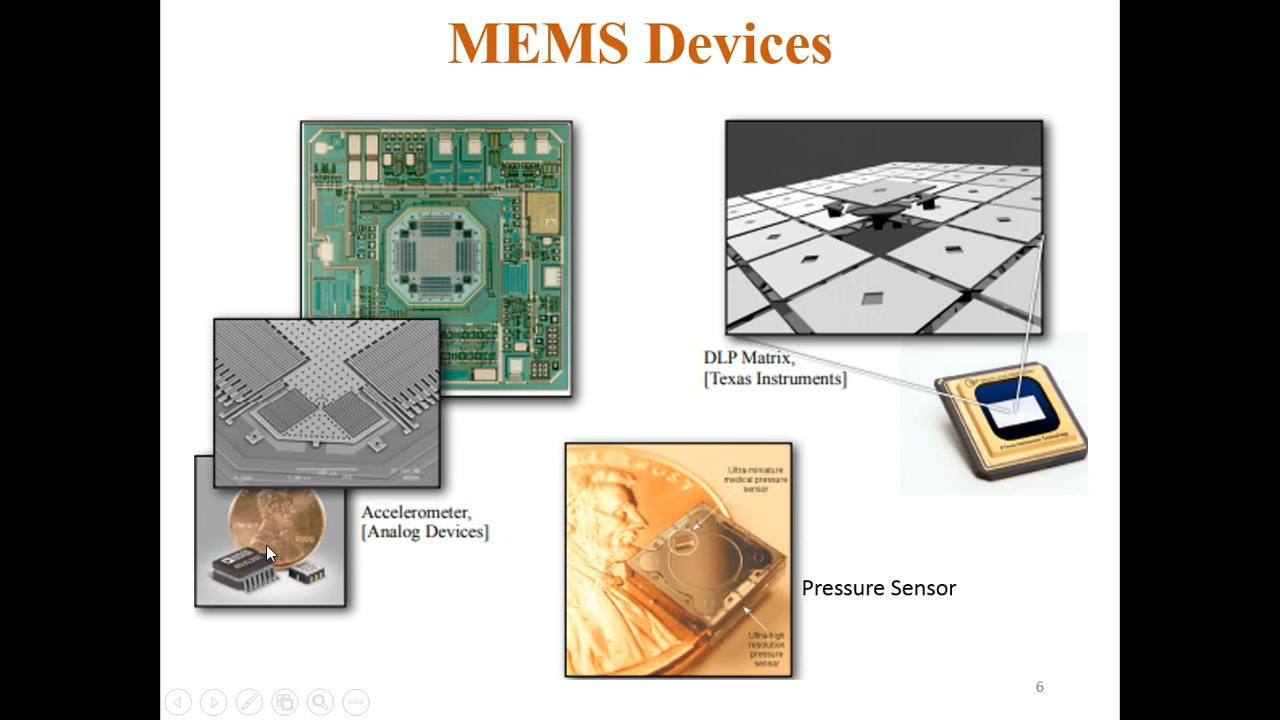 MEMS Devices
DLP Matrix,
[Texas Instruments]
Accelerometer,
[Analog Devices]
Ultra-miniature
medical pressure
sensor
Pressure Sensor
Ultra-high
resolution
pressure
sensor
6